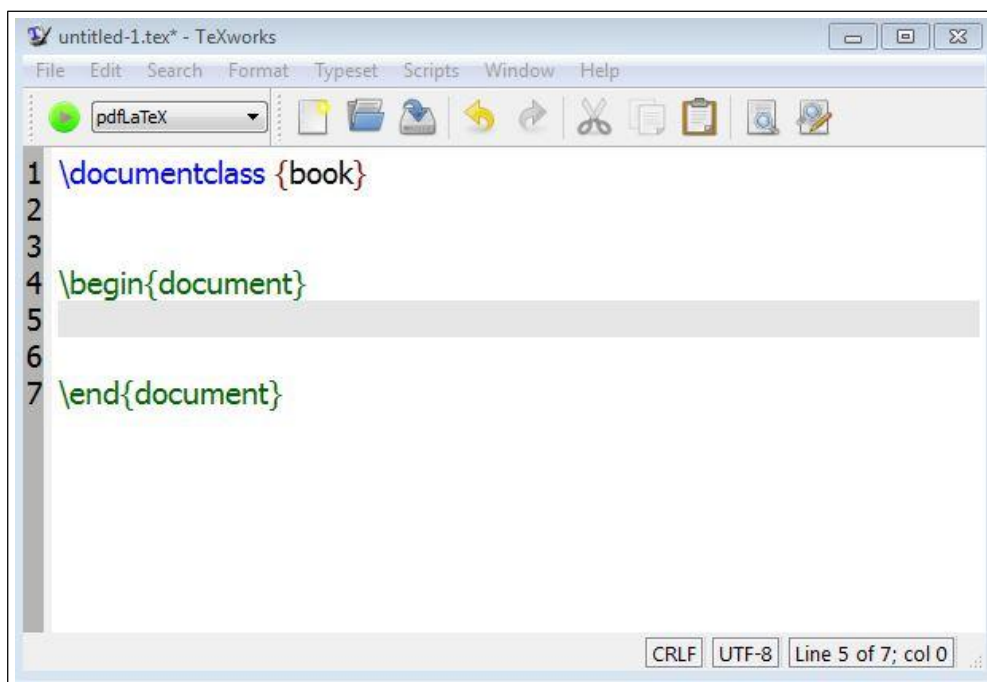 untitled-1.tex* - TeXworks
File Edit Search Format Typeset Scripts Window Help
pdfLaTeX
1 \documentclass {book}
2
3
4 \begin{document}
5
6
7 \end{document}
CRLF UTF-8 Line 5 of 7; col 0